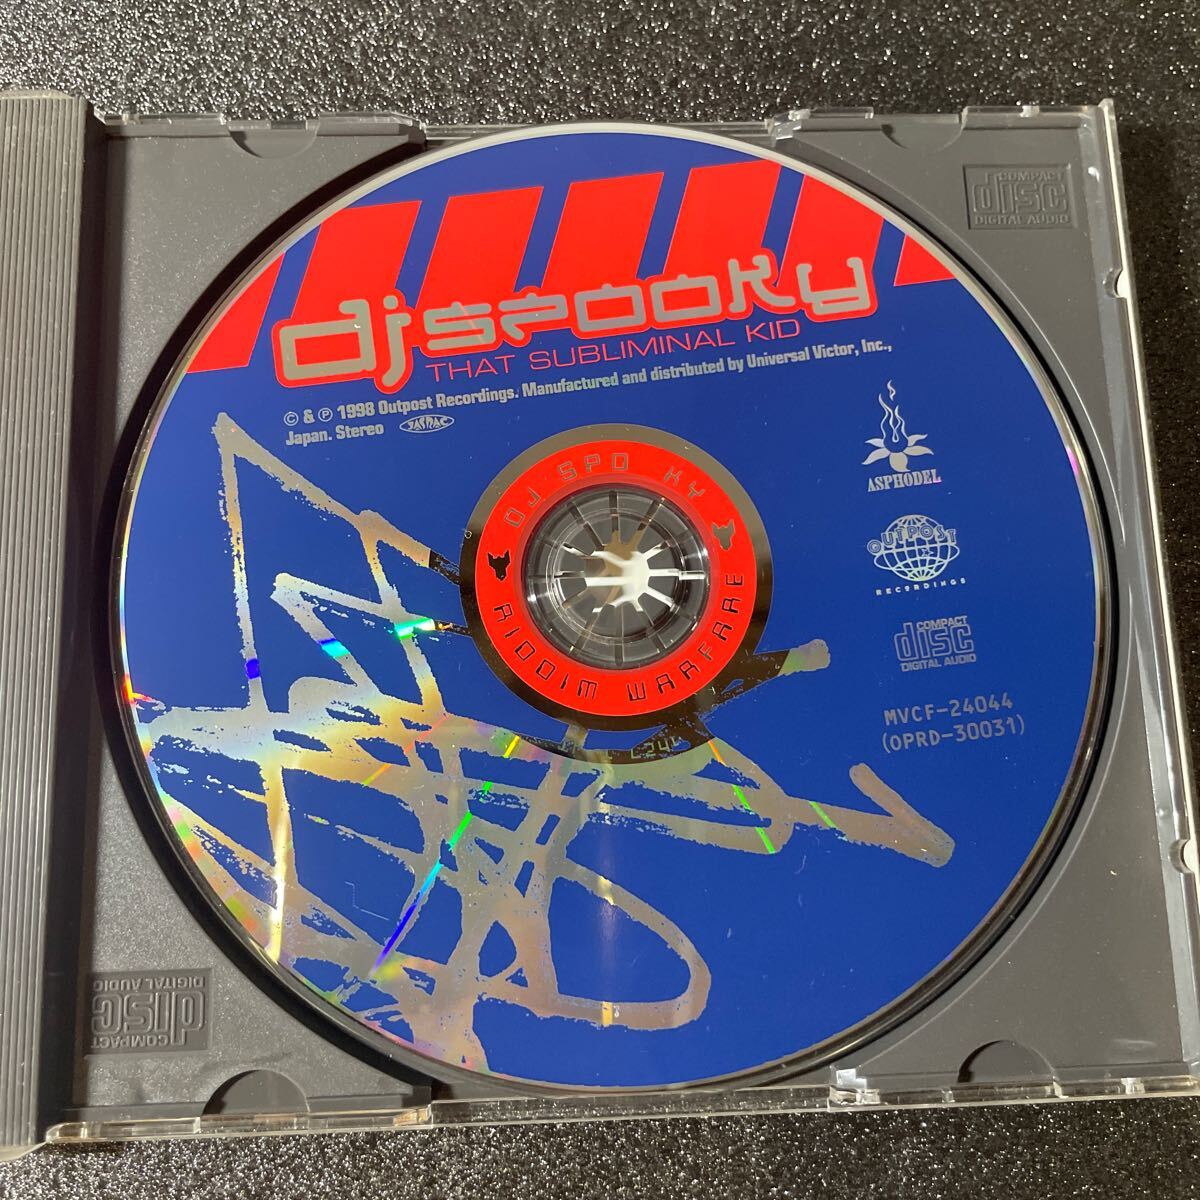 dj spooky
THAT SUBLIMINAL KID
© & ℗ 1998 Outpost Recordings. Manufactured and distributed by Universal Victor, Inc.,
Japan. Stereo JASRAC
DJ SPO KY
RIDDIM WARFARE
ASPHODEL
OUTPOST
RECORDINGS
COMPACT
disc
DIGITAL AUDIO
MVCF-24044
(OPRD-30031)
COMPACT
disc
DIGITAL AUDIO
COMPACT
disc
DIGITAL AUDIO